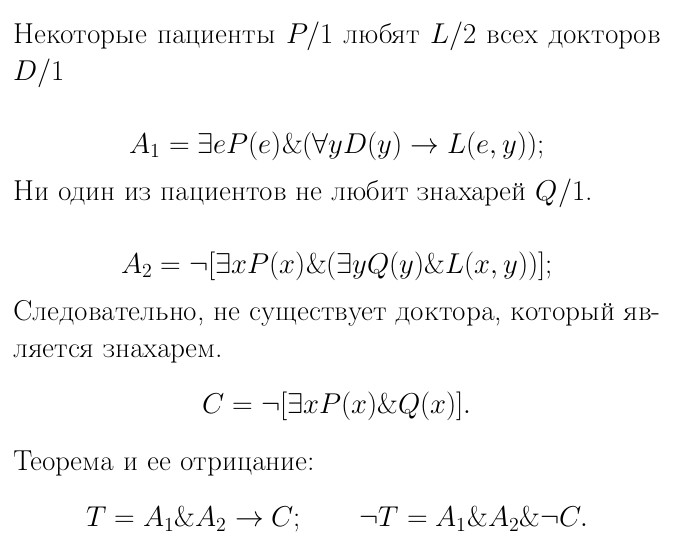 Некоторые пациенты P/1 любят L/2 всех докторов
D/1
A₁ = ∃eP(e)&(∀yD(y) → L(e, y));
Ни один из пациентов не любит знахарей Q/1.
A₂ = ¬[∃xP(x)&(∃yQ(y)&L(x, y))];
Следовательно, не существует доктора, который яв-
ляется знахарем.
C = ¬[∃xP(x)&Q(x)].
Теорема и ее отрицание:
T = A₁&A₂ → C; ¬T = A₁&A₂&¬C.